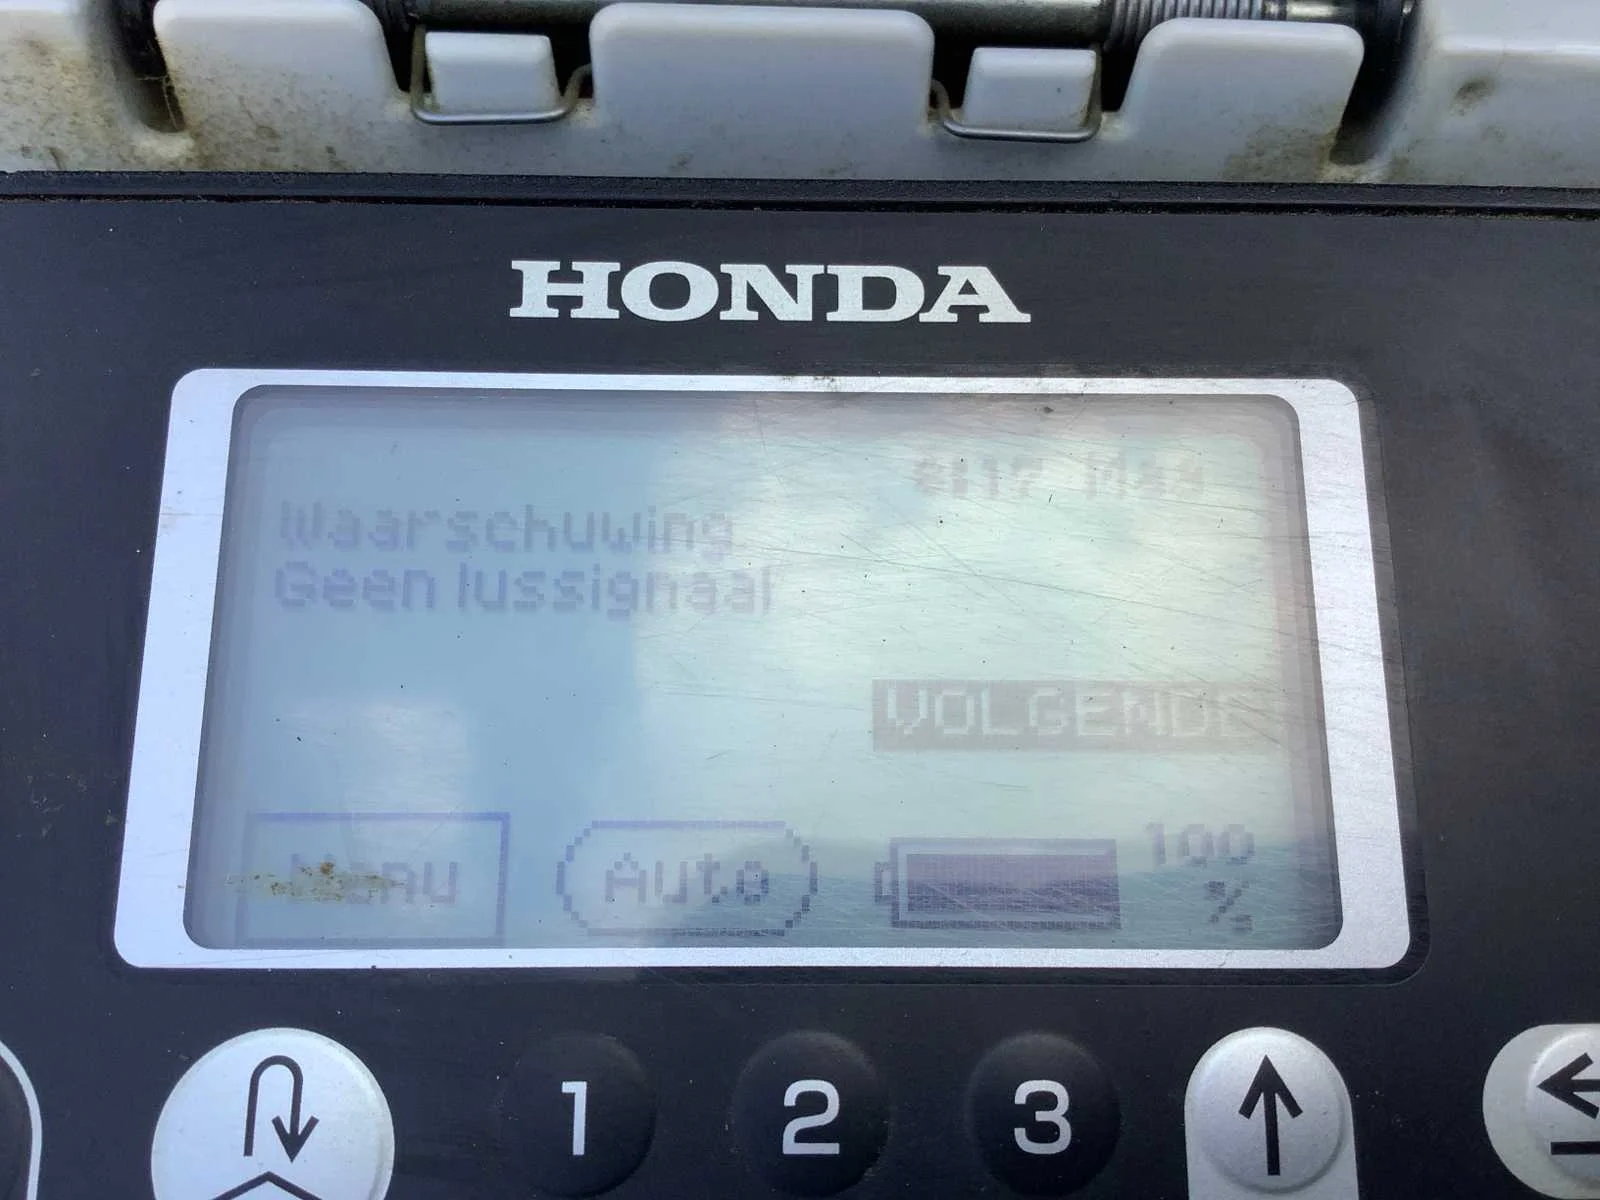 HONDA
Waarschuwing
Geen lussignaal
VOLGENDE
Menu
Auto
100
%
1
2
3